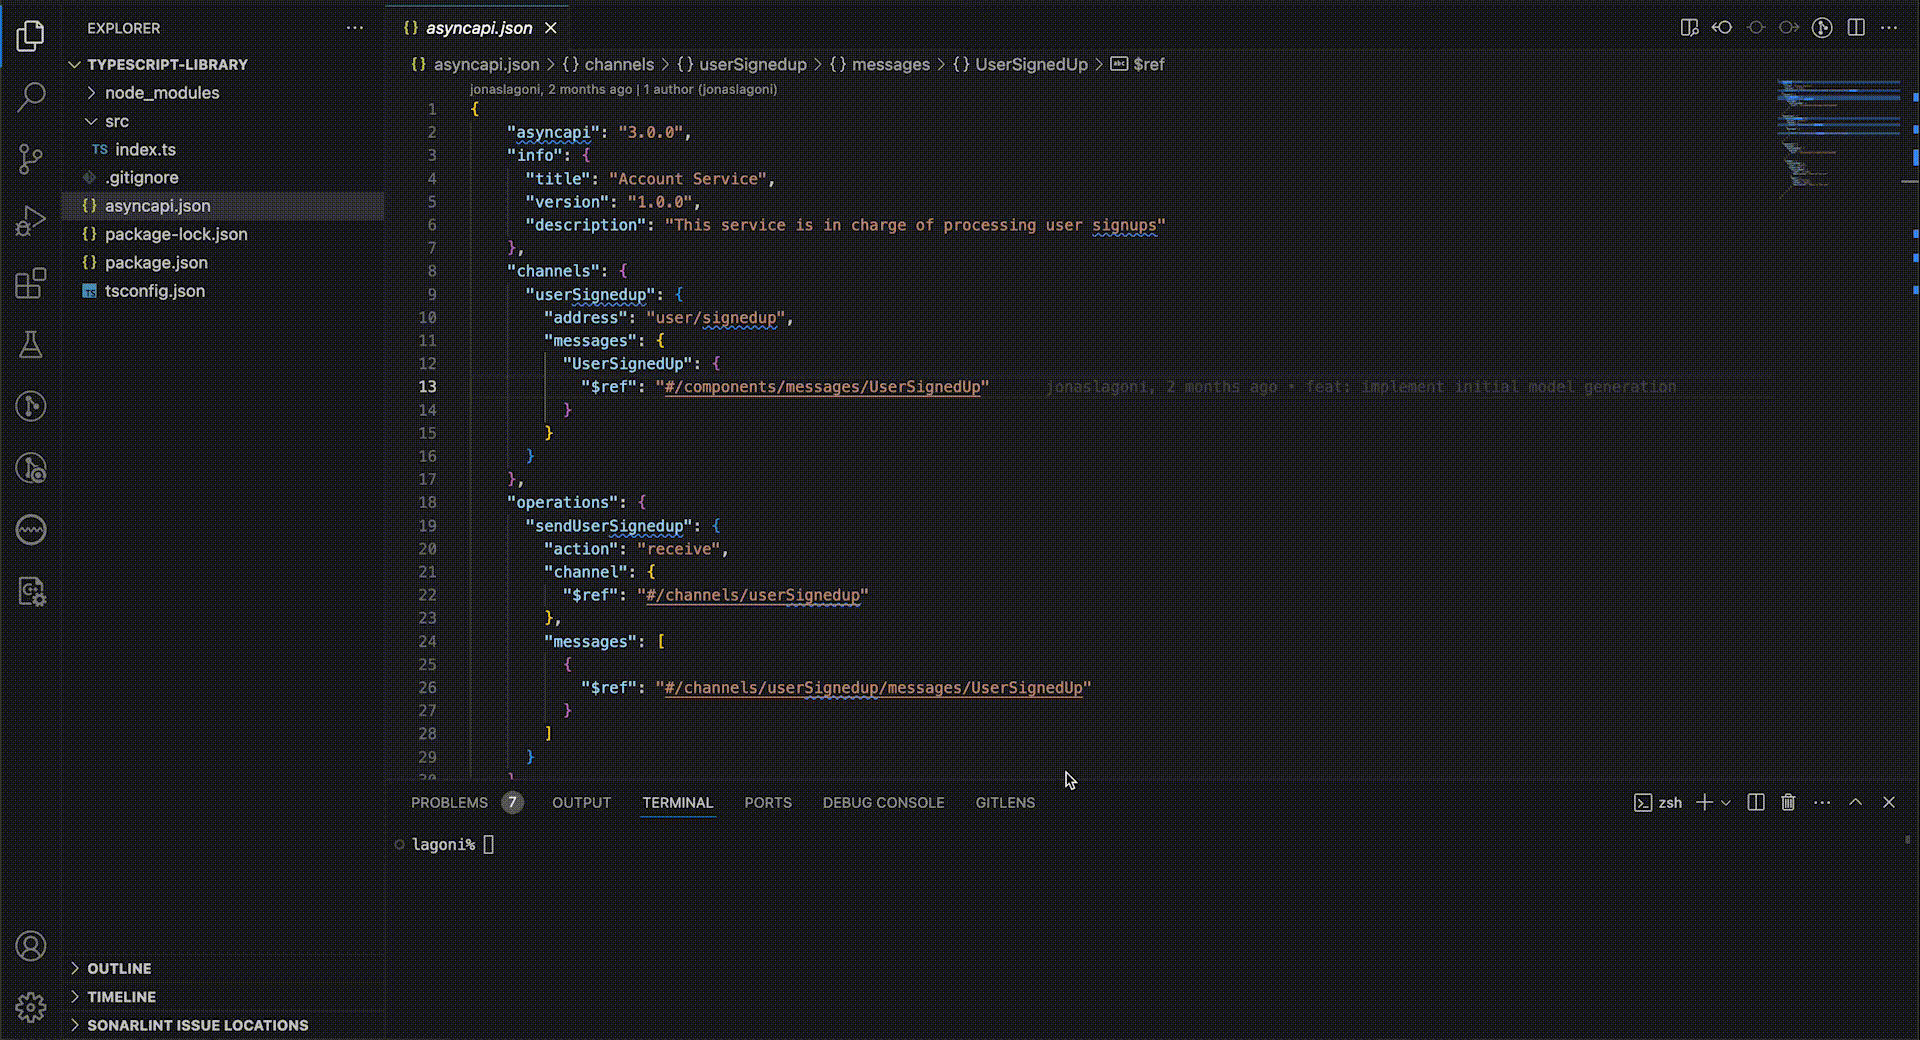 EXPLORER
TYPESCRIPT-LIBRARY
node_modules
src
TS index.ts
.gitignore
{} asyncapi.json
{} package-lock.json
{} package.json
TS tsconfig.json
OUTLINE
TIMELINE
SONARLINT ISSUE LOCATIONS
{} asyncapi.json
{} asyncapi.json > {} channels > {} userSignedup > {} messages > {} UserSignedUp > abc $ref
jonaslagoni, 2 months ago | 1 author (jonaslagoni)
1 {
2 "asyncapi": "3.0.0",
3 "info": {
4 "title": "Account Service",
5 "version": "1.0.0",
6 "description": "This service is in charge of processing user signups"
7 },
8 "channels": {
9 "userSignedup": {
10 "address": "user/signedup",
11 "messages": {
12 "UserSignedUp": {
13 "$ref": "#/components/messages/UserSignedUp" jonaslagoni, 2 months ago • feat: implement initial model generation
14 }
15 }
16 }
17 },
18 "operations": {
19 "sendUserSignedup": {
20 "action": "receive",
21 "channel": {
22 "$ref": "#/channels/userSignedup"
23 },
24 "messages": [
25 {
26 "$ref": "#/channels/userSignedup/messages/UserSignedUp"
27 }
28 ]
29 }
30 }
PROBLEMS 7 OUTPUT TERMINAL PORTS DEBUG CONSOLE GITLENS
zsh
lagoni%